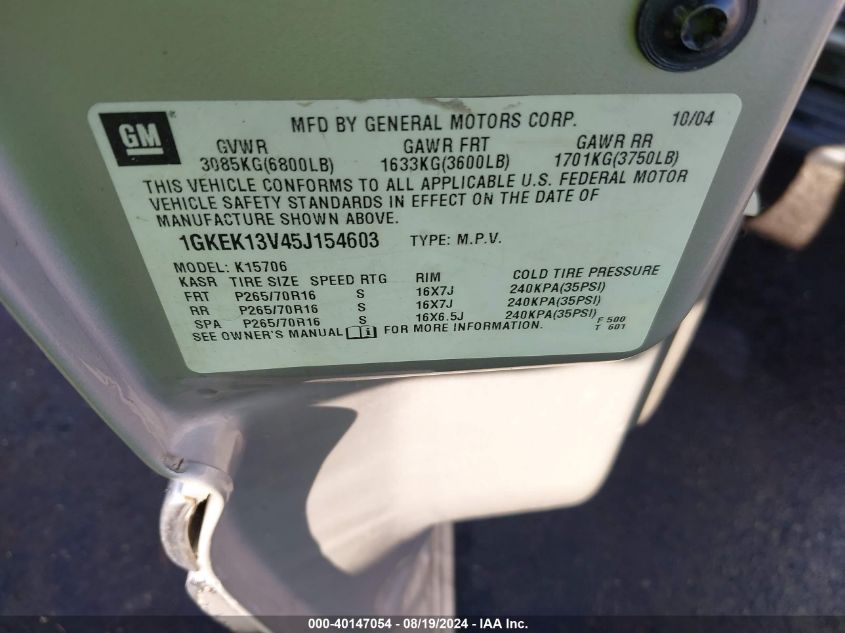 GM MFD BY GENERAL MOTORS CORP. 10/04
GVWR GAWR FRT GAWR RR
3085KG(6800LB) 1633KG(3600LB) 1701KG(3750LB)
THIS VEHICLE CONFORMS TO ALL APPLICABLE U.S. FEDERAL MOTOR
VEHICLE SAFETY STANDARDS IN EFFECT ON THE DATE OF
MANUFACTURE SHOWN ABOVE.
1GKEK13V45J154603 TYPE: M.P.V.
MODEL: K15706
KASR TIRE SIZE SPEED RTG RIM COLD TIRE PRESSURE
FRT P265/70R16 S 16X7J 240KPA(35PSI)
RR P265/70R16 S 16X7J 240KPA(35PSI)
SPA P265/70R16 S 16X6.5J 240KPA(35PSI) F 500
SEE OWNER'S MANUAL i FOR MORE INFORMATION. T 601
000-40147054 - 08/19/2024 - IAA Inc.